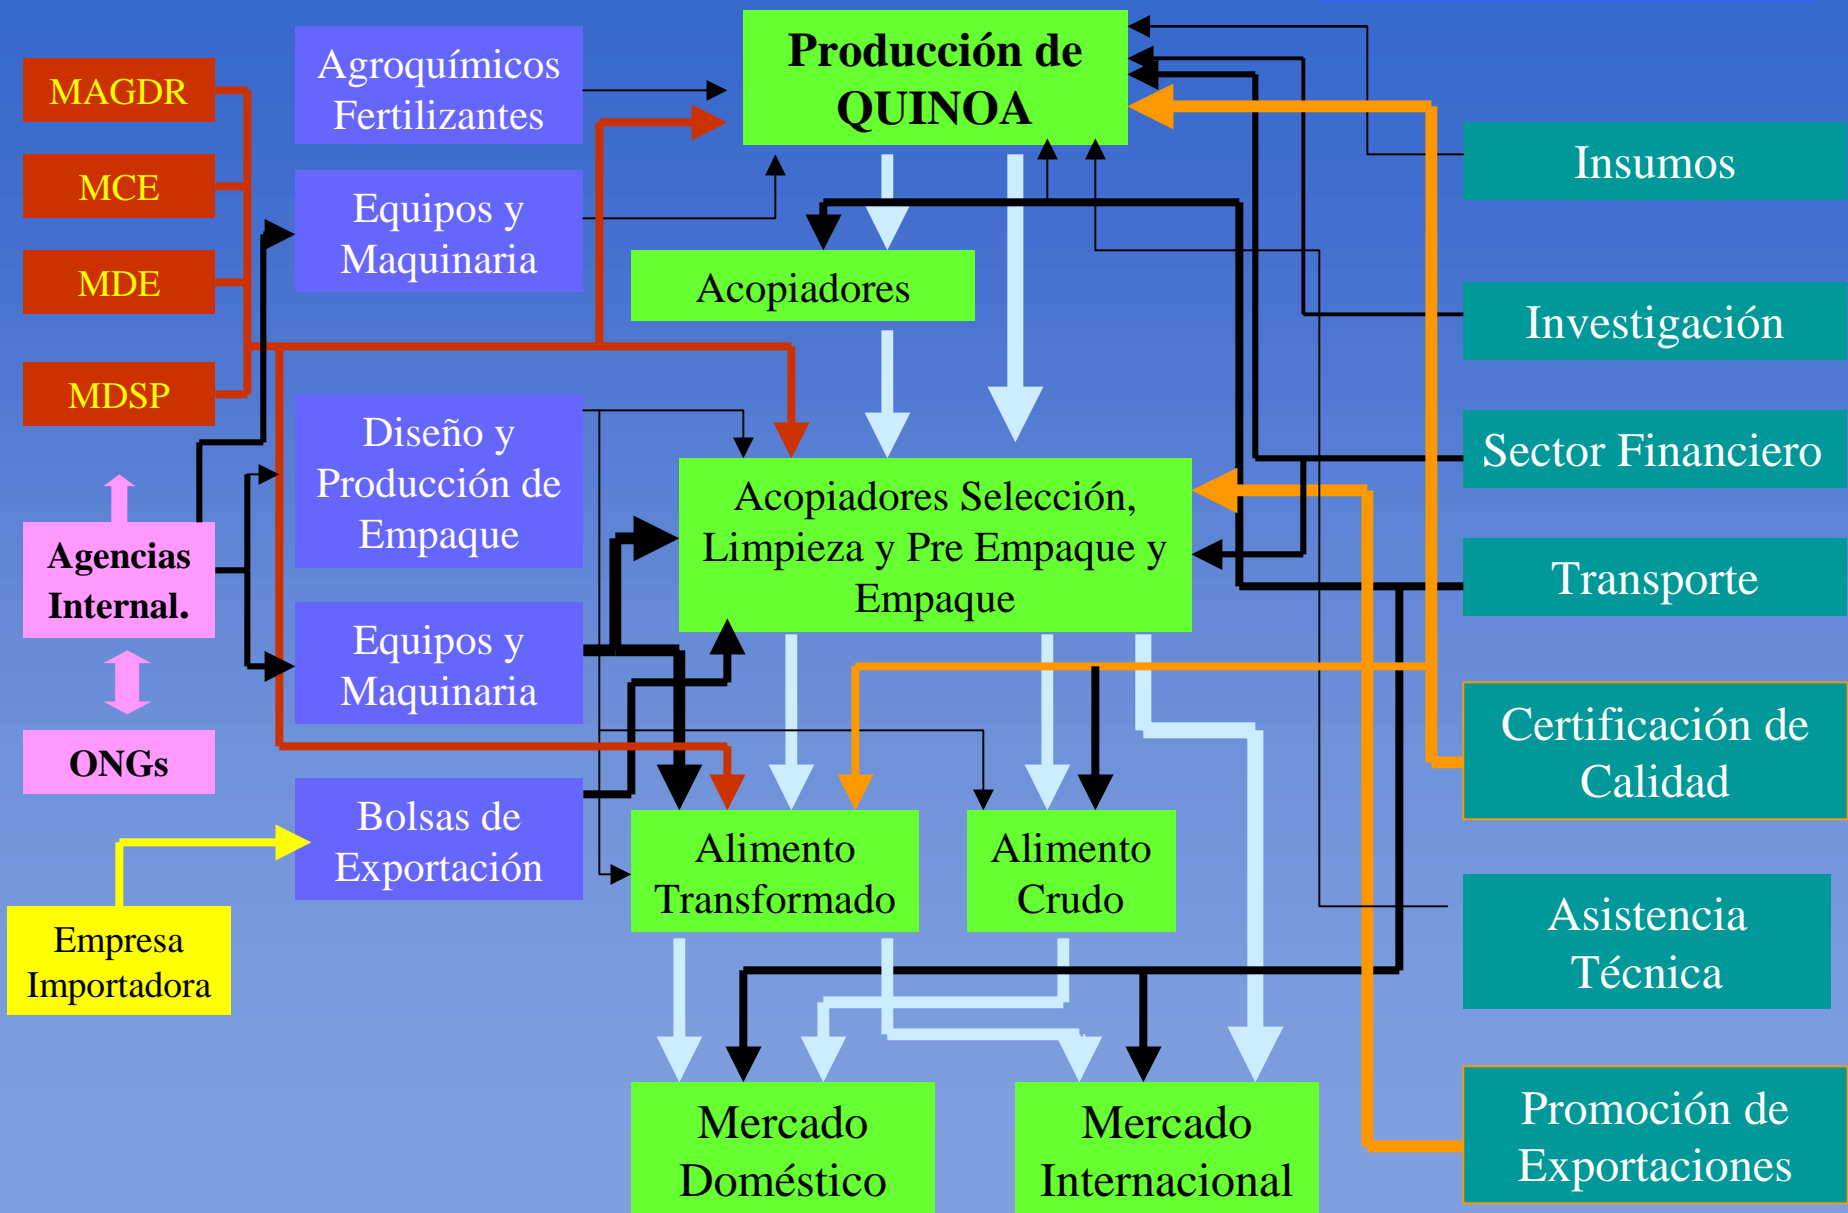 Producción de
QUINOA
MAGDR
MCE
MDE
MDSP
Agencias
Internal.
ONGs
Empresa
Importadora
Agroquímicos
Fertilizantes
Equipos y
Maquinaria
Diseño y
Producción de
Empaque
Equipos y
Maquinaria
Bolsas de
Exportación
Acopiadores
Acopiadores Selección,
Limpieza y Pre Empaque y
Empaque
Alimento
Transformado
Alimento
Crudo
Mercado
Doméstico
Mercado
Internacional
Insumos
Investigación
Sector Financiero
Transporte
Certificación de
Calidad
Asistencia
Técnica
Promoción de
Exportaciones